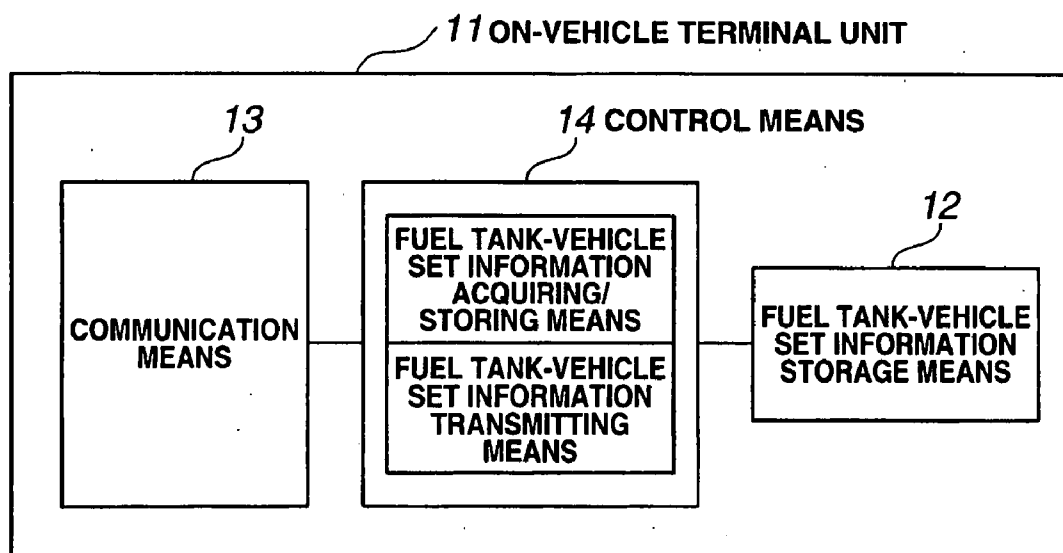 11 ON-VEHICLE TERMINAL UNIT
13
14 CONTROL MEANS
12
COMMUNICATION
MEANS
FUEL TANK-VEHICLE
SET INFORMATION
ACQUIRING/
STORING MEANS
FUEL TANK-VEHICLE
SET INFORMATION
TRANSMITTING
MEANS
FUEL TANK-VEHICLE
SET INFORMATION
STORAGE MEANS